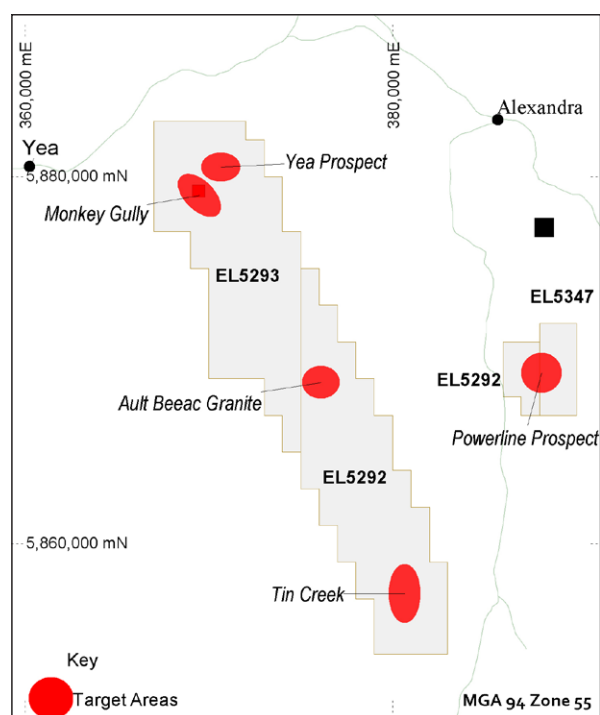 360,000 mE
380,000 mE
Alexandra
Yea
Yea Prospect
5,880,000 mN
Monkey Gully
EL5293
EL5347
EL5292
Ault Beeac Granite
Powerline Prospect
EL5292
5,860,000 mN
Tin Creek
Key
Target Areas
MGA 94 Zone 55